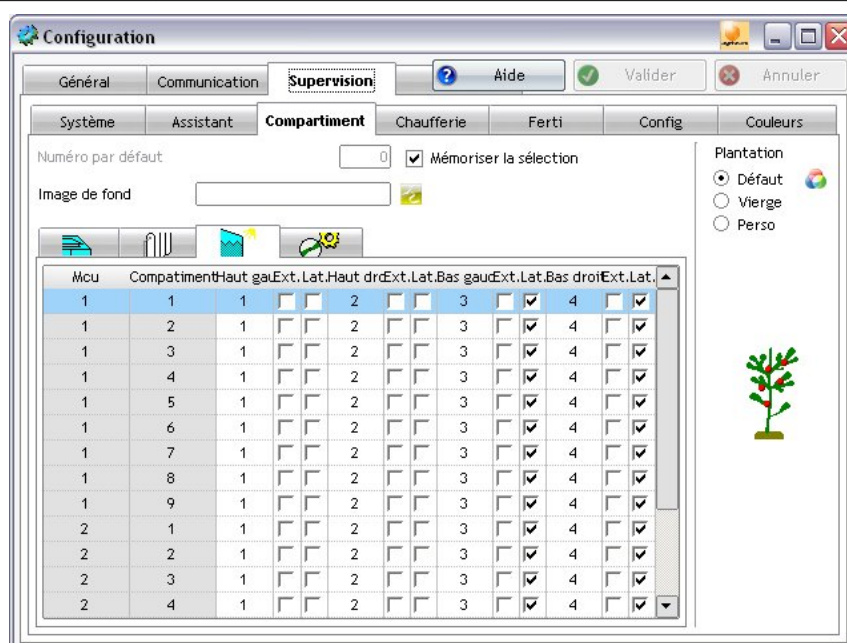 Configuration
Général Communication Supervision Aide Valider Annuler
Système Assistant Compartiment Chaufferie Ferti Config Couleurs
Numéro par défaut 0 Mémoriser la sélection Plantation
Image de fond Défaut
Vierge
Perso
Mcu Compatiment Haut gau Ext. Lat. Haut drc Ext. Lat. Bas gaud Ext. Lat. Bas droit Ext. Lat.
1 1 1 2 3 4
1 2 1 2 3 4
1 3 1 2 3 4
1 4 1 2 3 4
1 5 1 2 3 4
1 6 1 2 3 4
1 7 1 2 3 4
1 8 1 2 3 4
1 9 1 2 3 4
2 1 1 2 3 4
2 2 1 2 3 4
2 3 1 2 3 4
2 4 1 2 3 4